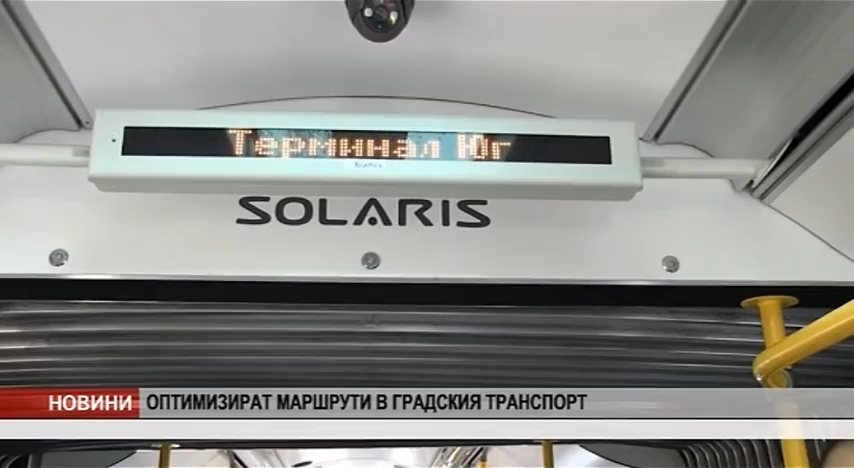 Терминал Юг
SOLARIS
НОВИНИ
ОПТИМИЗИРАТ МАРШРУТИ В ГРАДСКИЯ ТРАНСПОРТ